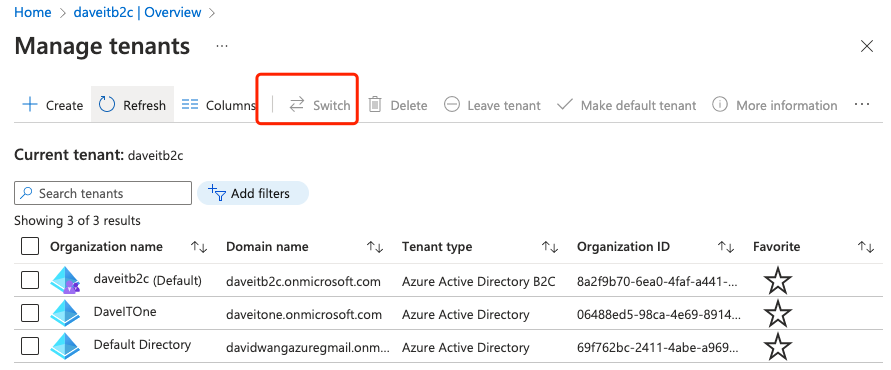 Home > daveitb2c | Overview >
Manage tenants ...
Create Refresh Columns Switch Delete Leave tenant Make default tenant More information ...
Current tenant: daveitb2c
Search tenants Add filters
Showing 3 of 3 results
Organization name Domain name Tenant type Organization ID Favorite
daveitb2c (Default) daveitb2c.onmicrosoft.com Azure Active Directory B2C 8a2f9b70-6ea0-4faf-a441-...
DaveITOne daveitone.onmicrosoft.com Azure Active Directory 06488ed5-98ca-4e69-8914...
Default Directory davidwangazuregmail.onm... Azure Active Directory 69f762bc-2411-4abe-a969...